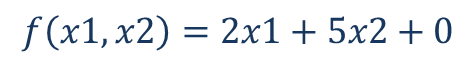 f(x1, x2) = 2x1 + 5x2 + 0